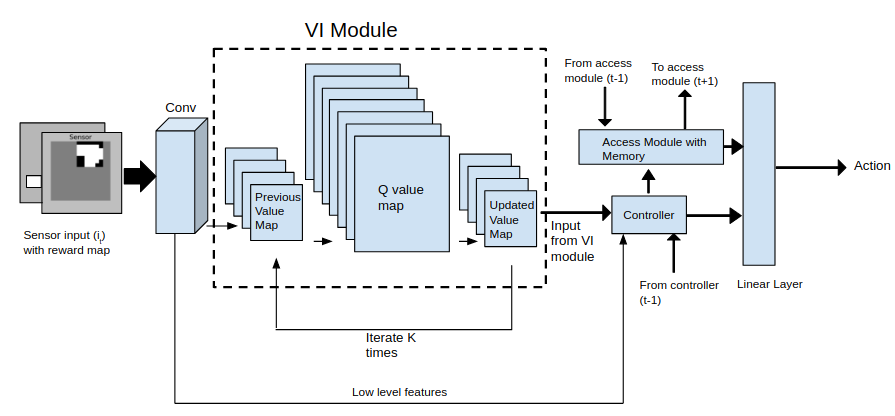 VI Module
From access
module (t-1)
To access
module (t+1)
Conv
Sensor
Access Module with
Memory
Action
Q value
map
Previous
Value
Map
Updated
Value
Map
Controller
Sensor input (i_t)
with reward map
Input
from VI
module
From controller
(t-1)
Linear Layer
Iterate K
times
Low level features